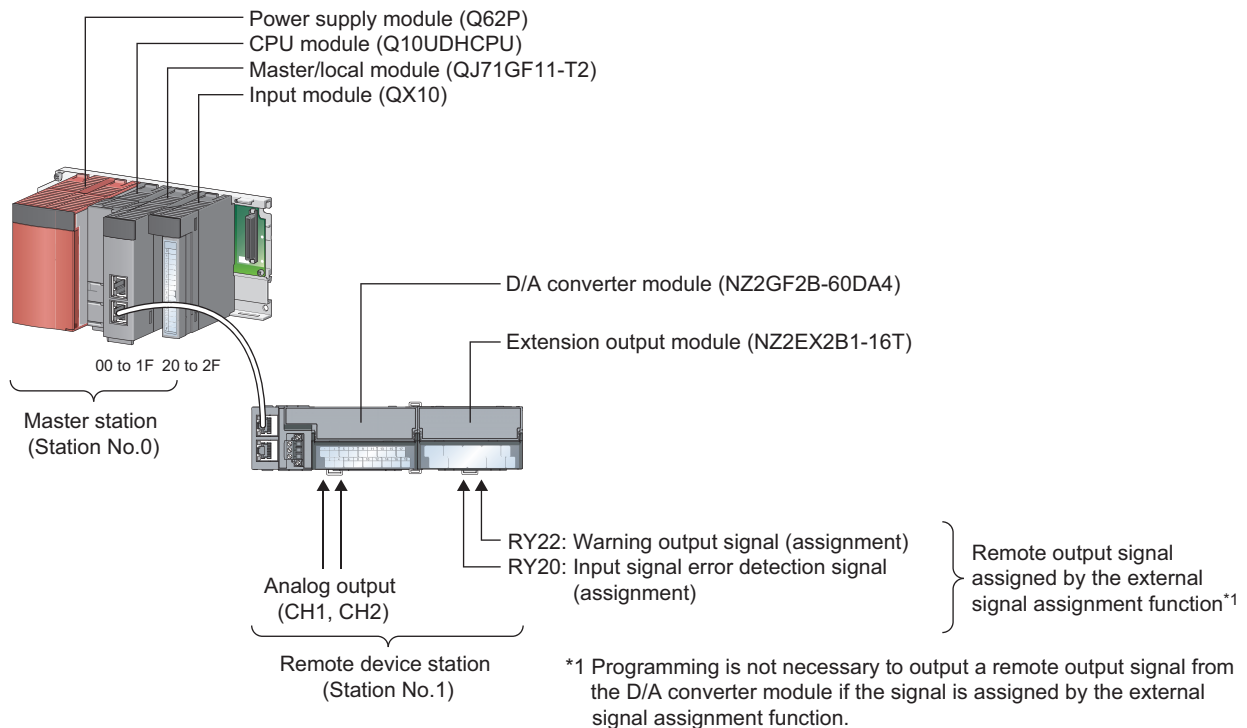 Power supply module (Q62P)
CPU module (Q10UDHCPU)
Master/local module (QJ71GF11-T2)
Input module (QX10)
D/A converter module (NZ2GF2B-60DA4)
Extension output module (NZ2EX2B1-16T)
00 to 1F 20 to 2F
Master station
(Station No.0)
RY22: Warning output signal (assignment)
RY20: Input signal error detection signal
(assignment)
Remote output signal
assigned by the external
signal assignment function*1
Analog output
(CH1, CH2)
Remote device station
(Station No.1)
*1 Programming is not necessary to output a remote output signal from
the D/A converter module if the signal is assigned by the external
signal assignment function.